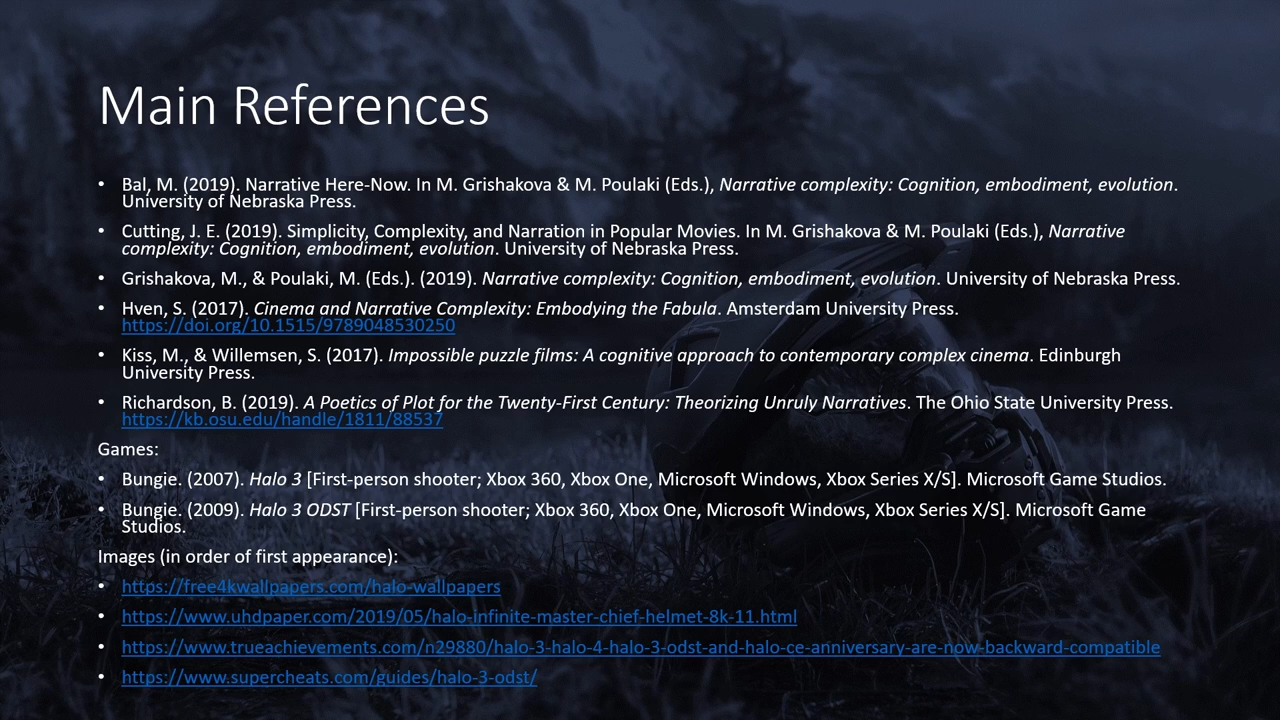 Main References
• Bal, M. (2019). Narrative Here-Now. In M. Grishakova & M. Poulaki (Eds.), Narrative complexity: Cognition, embodiment, evolution.
University of Nebraska Press.
• Cutting, J. E. (2019). Simplicity, Complexity, and Narration in Popular Movies. In M. Grishakova & M. Poulaki (Eds.), Narrative
complexity: Cognition, embodiment, evolution. University of Nebraska Press.
• Grishakova, M., & Poulaki, M. (Eds.). (2019). Narrative complexity: Cognition, embodiment, evolution. University of Nebraska Press.
• Hven, S. (2017). Cinema and Narrative Complexity: Embodying the Fabula. Amsterdam University Press.
https://doi.org/10.1515/9789048530250
• Kiss, M., & Willemsen, S. (2017). Impossible puzzle films: A cognitive approach to contemporary complex cinema. Edinburgh
University Press.
• Richardson, B. (2019). A Poetics of Plot for the Twenty-First Century: Theorizing Unruly Narratives. The Ohio State University Press.
https://kb.osu.edu/handle/1811/88537
Games:
• Bungie. (2007). Halo 3 [First-person shooter; Xbox 360, Xbox One, Microsoft Windows, Xbox Series X/S]. Microsoft Game Studios.
• Bungie. (2009). Halo 3 ODST [First-person shooter; Xbox 360, Xbox One, Microsoft Windows, Xbox Series X/S]. Microsoft Game
Studios.
Images (in order of first appearance):
• https://free4kwallpapers.com/halo-wallpapers
• https://www.uhdpaper.com/2019/05/halo-infinite-master-chief-helmet-8k-11.html
• https://www.trueachievements.com/n29880/halo-3-halo-4-halo-3-odst-and-halo-ce-anniversary-are-now-backward-compatible
• https://www.supercheats.com/guides/halo-3-odst/